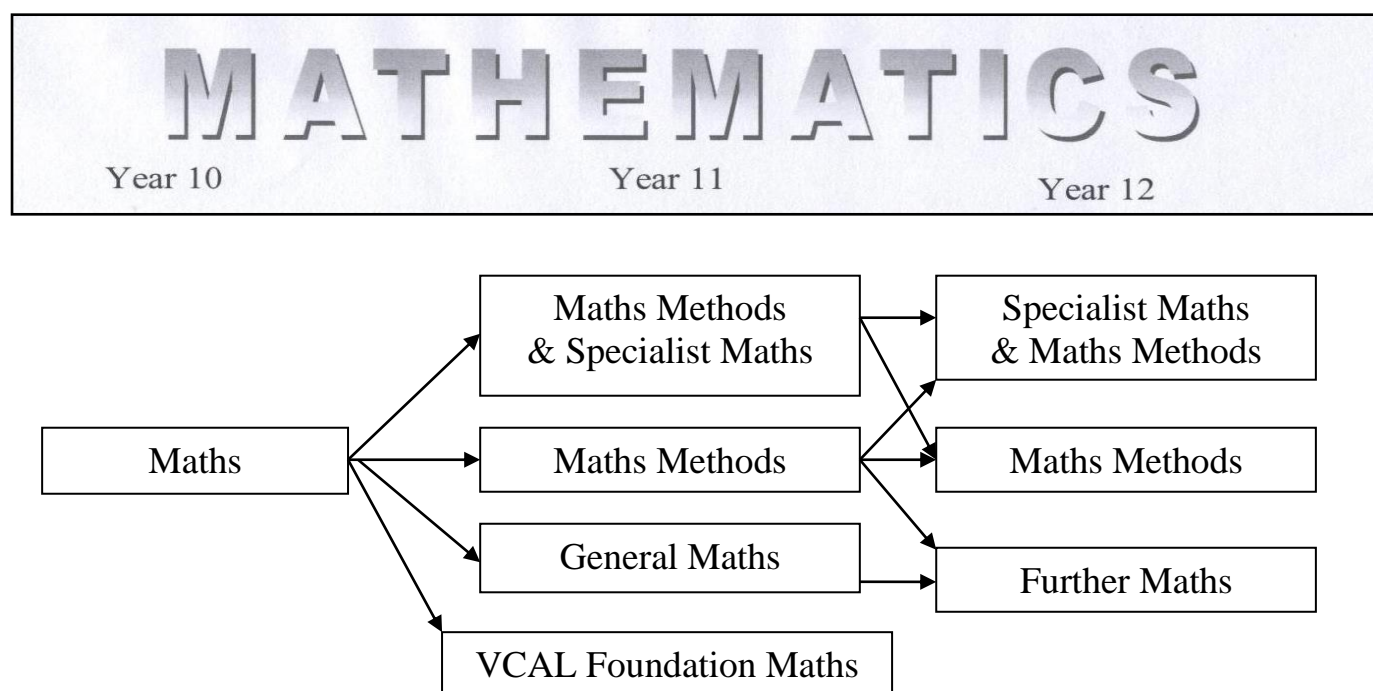 MATHEMATICS
Year 10
Year 11
Year 12
Maths
Maths Methods
& Specialist Maths
Maths Methods
General Maths
VCAL Foundation Maths
Specialist Maths
& Maths Methods
Maths Methods
Further Maths